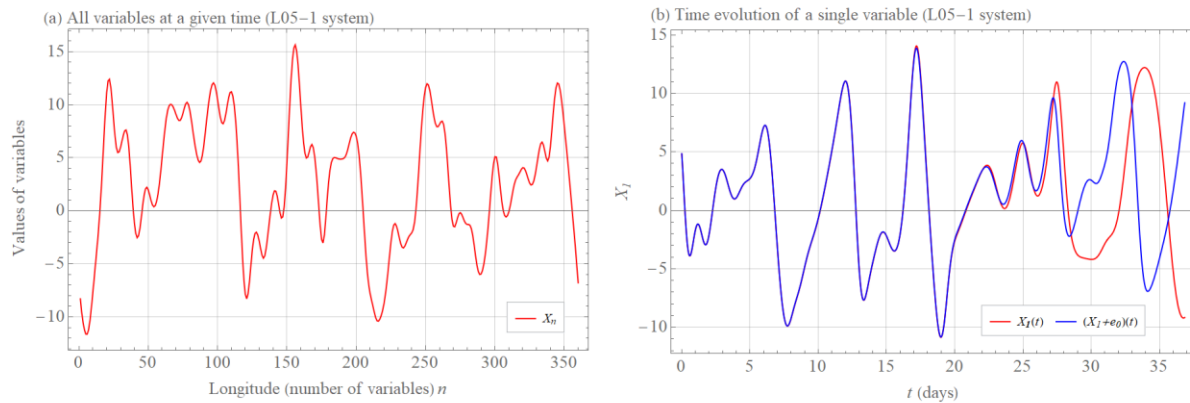 (a) All variables at a given time (L05−1 system)
15
10
5
0
−5
−10
Values of variables
0 50 100 150 200 250 300 350
Longitude (number of variables) n
Xn
(b) Time evolution of a single variable (L05−1 system)
15
10
5
0
−5
−10
X1
0 5 10 15 20 25 30 35
t (days)
X1(t) (X1+e0)(t)